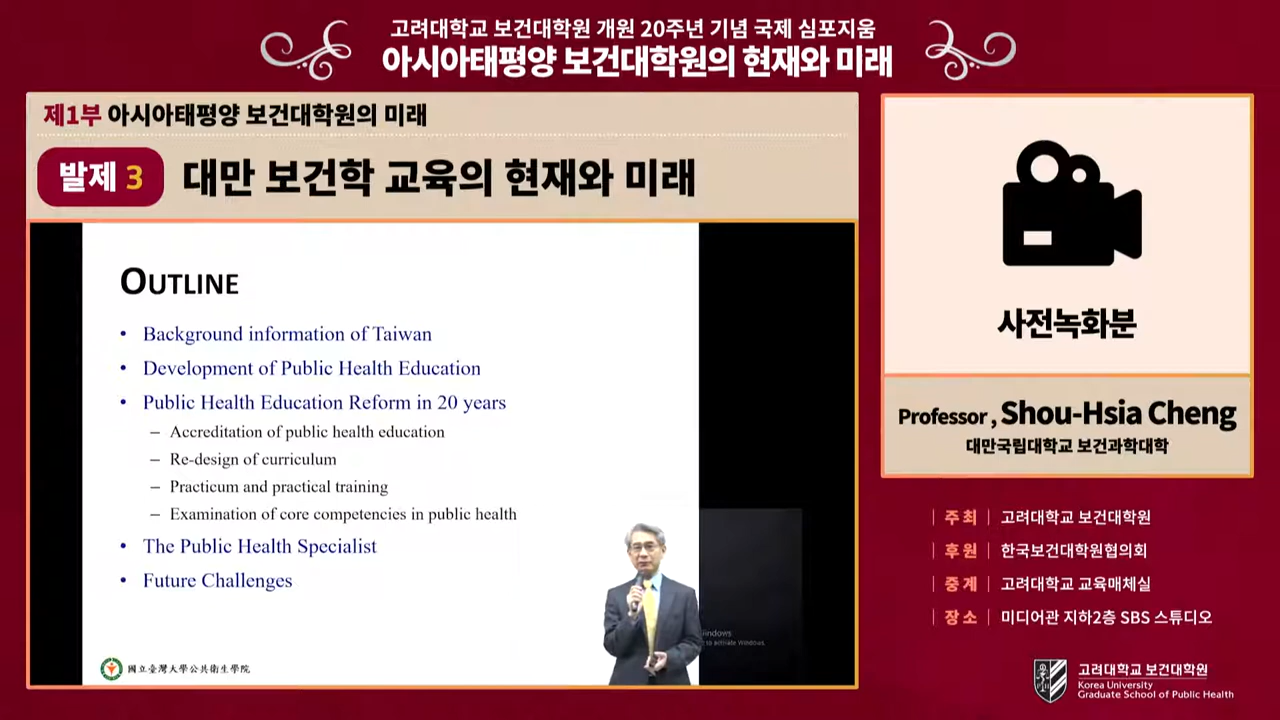 고려대학교 보건대학원 개원 20주년 기념 국제 심포지움
아시아태평양 보건대학원의 현재와 미래
제1부 아시아태평양 보건대학원의 미래
발제 3 대만 보건학 교육의 현재와 미래
OUTLINE
• Background information of Taiwan
• Development of Public Health Education
• Public Health Education Reform in 20 years
– Accreditation of public health education
– Re-design of curriculum
– Practicum and practical training
– Examination of core competencies in public health
• The Public Health Specialist
• Future Challenges
國立臺灣大學公共衛生學院
Windows
to activate Windows.
사전녹화분
Professor, Shou-Hsia Cheng
대만국립대학교 보건과학대학
주최 고려대학교 보건대학원
후원 한국보건대학원협의회
중계 고려대학교 교육매체실
장소 미디어관 지하2층 SBS 스튜디오
고려대학교 보건대학원
Korea University
Graduate School of Public Health